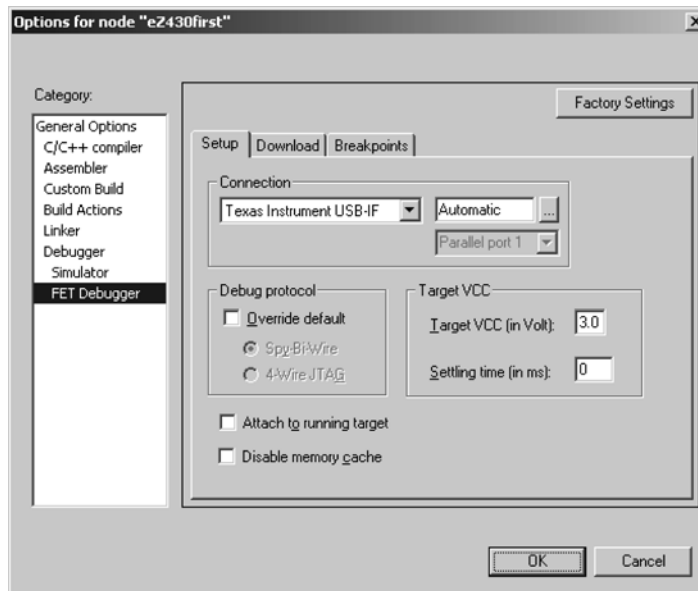 Options for node "eZ430first"
Category:
General Options
C/C++ compiler
Assembler
Custom Build
Build Actions
Linker
Debugger
Simulator
FET Debugger
Factory Settings
Setup Download Breakpoints
Connection
Texas Instrument USB-IF Automatic ...
Parallel port 1
Debug protocol
Override default
Spy-Bi-Wire
4-Wire JTAG
Target VCC
Target VCC (in Volt): 3.0
Settling time (in ms): 0
Attach to running target
Disable memory cache
OK Cancel